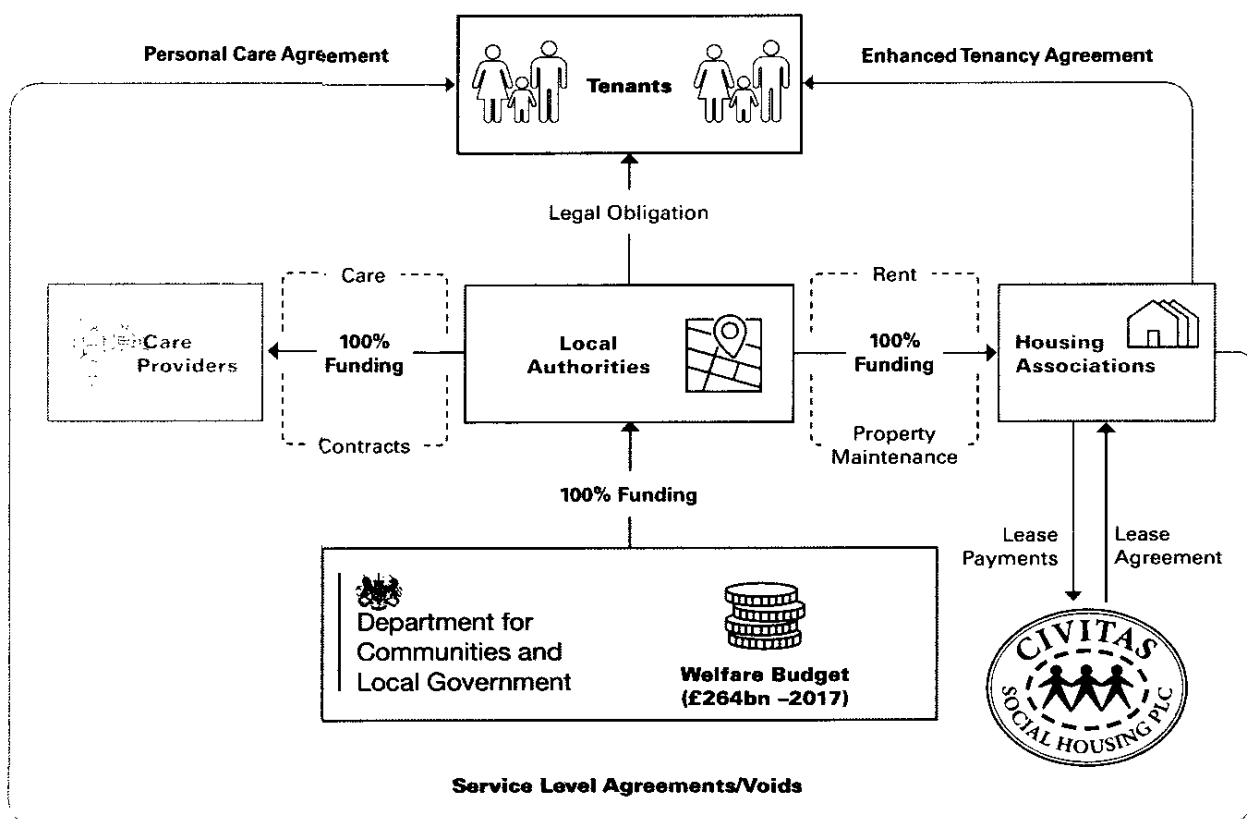 Personal Care Agreement
Tenants
Enhanced Tenancy Agreement
Legal Obligation
Care
Rent
Care
Providers
100%
Funding
Local
Authorities
100%
Funding
Housing
Associations
Contracts
Property
Maintenance
100% Funding
Lease
Payments
Lease
Agreement
Department for
Communities and
Local Government
Welfare Budget
(£264bn –2017)
CIVITAS
SOCIAL HOUSING PLC
Service Level Agreements/Voids